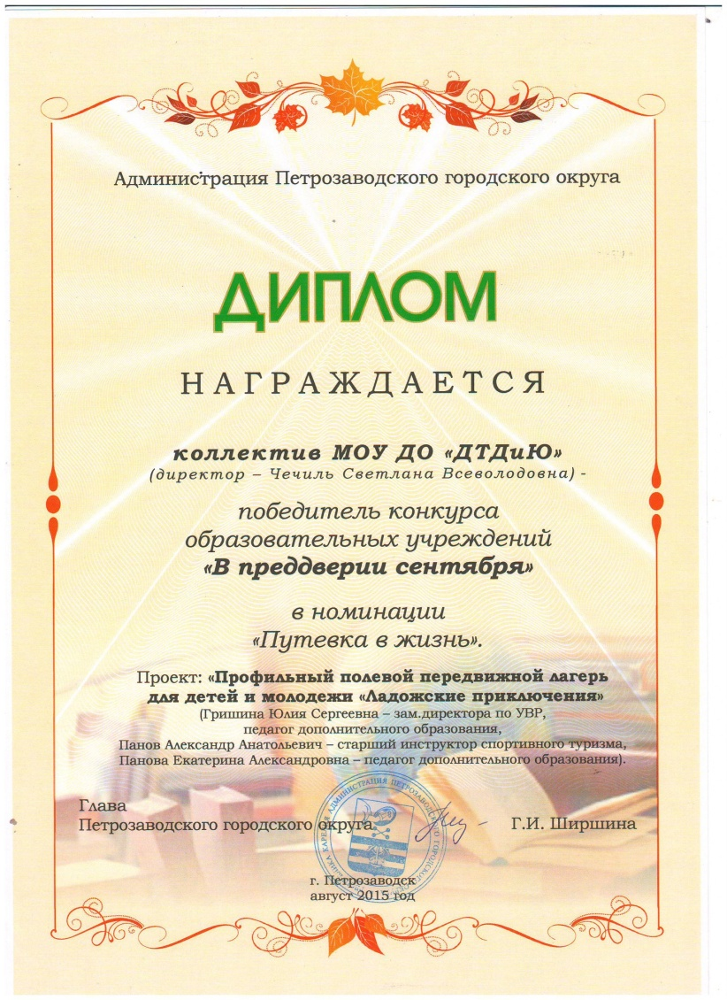 Администрация Петрозаводского городского округа
ДИПЛОМ
НАГРАЖДАЕТСЯ
коллектив МОУ ДО «ДТДиЮ»
(директор – Чечиль Светлана Всеволодовна) -
победитель конкурса
образовательных учреждений
«В преддверии сентября»
в номинации
«Путевка в жизнь».
Проект: «Профильный полевой передвижной лагерь
для детей и молодежи «Ладожские приключения»
(Гришина Юлия Сергеевна – зам.директора по УВР,
педагог дополнительного образования,
Панов Александр Анатольевич – старший инструктор спортивного туризма,
Панова Екатерина Александровна – педагог дополнительного образования).
Глава
Петрозаводского городского округа
Г.И. Ширшина
АДМИНИСТРАЦИЯ ПЕТРОЗАВОДСКОГО ГОРОДСКОГО
г. Петрозаводск
август 2015 год